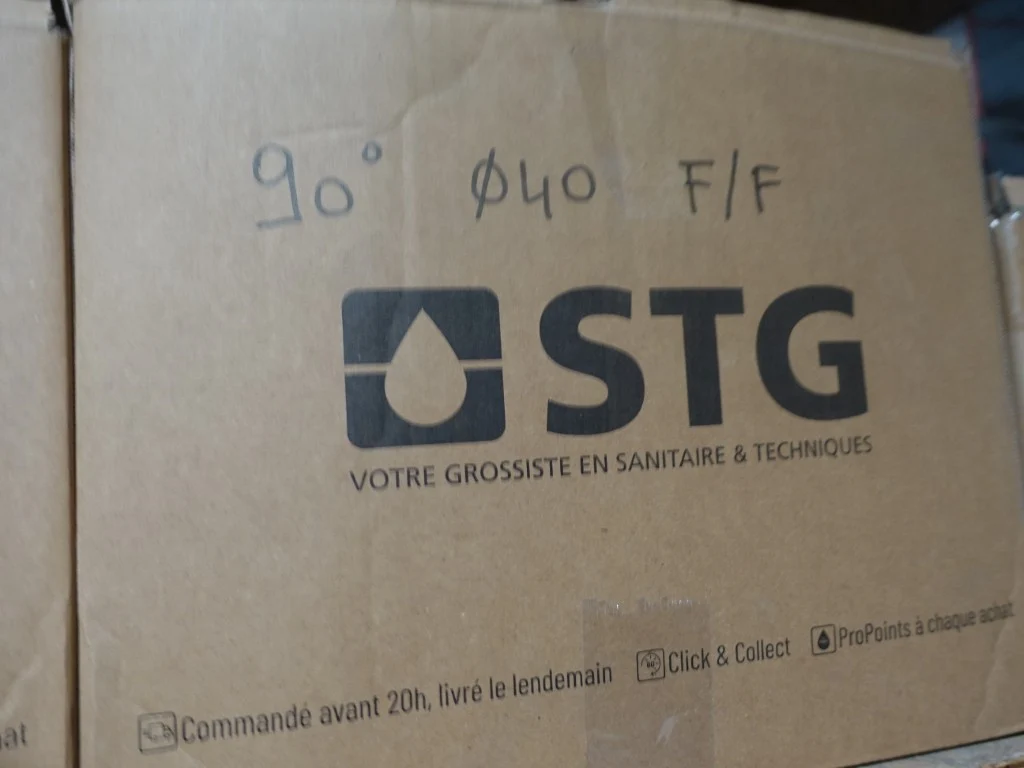 90° Ø40 F/F
STG
VOTRE GROSSISTE EN SANITAIRE & TECHNIQUES
Commandé avant 20h, livré le lendemain Click & Collect ProPoints à chaque achat